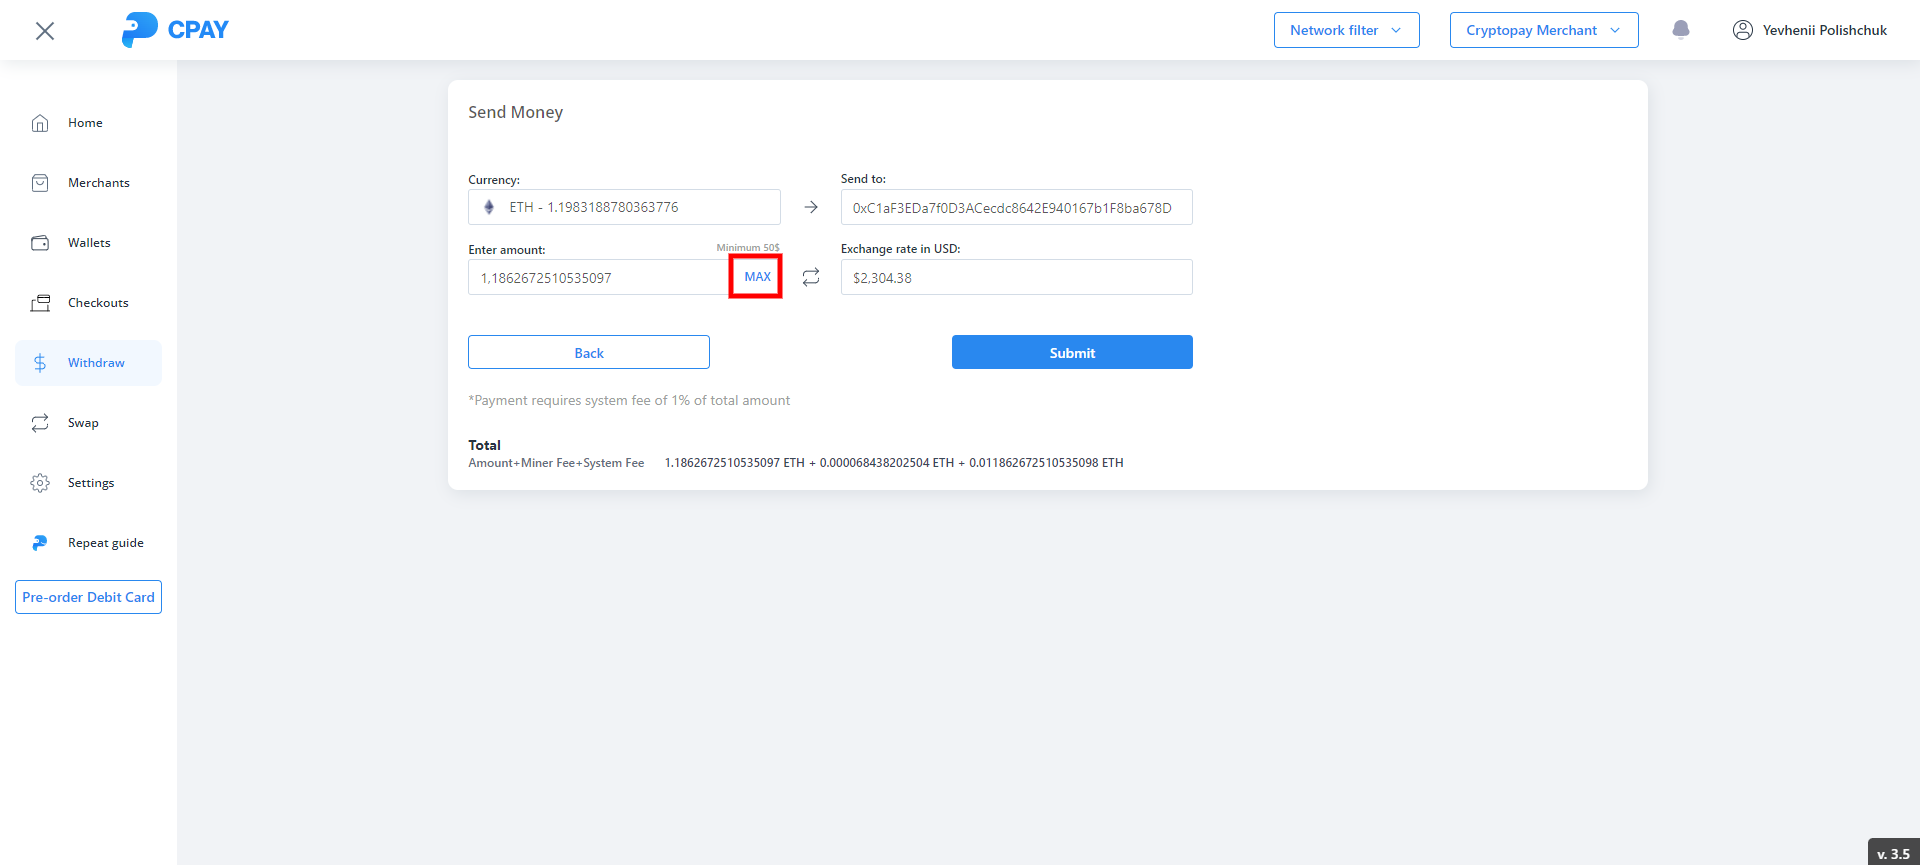 CPAY
Network filter
Cryptopay Merchant
Yevhenii Polishchuk
Home
Merchants
Wallets
Checkouts
Withdraw
Swap
Settings
Repeat guide
Pre-order Debit Card
Send Money
Currency:
Send to:
ETH - 1.1983188780363776
0xC1aF3EDa7f0D3ACecdc8642E940167b1F8ba678D
Enter amount:
Minimum 50$
Exchange rate in USD:
1,1862672510535097
MAX
$2,304.38
Back
Submit
*Payment requires system fee of 1% of total amount
Total
Amount+Miner Fee+System Fee 1.1862672510535097 ETH + 0.000068438202504 ETH + 0.011862672510535098 ETH
v. 3.5